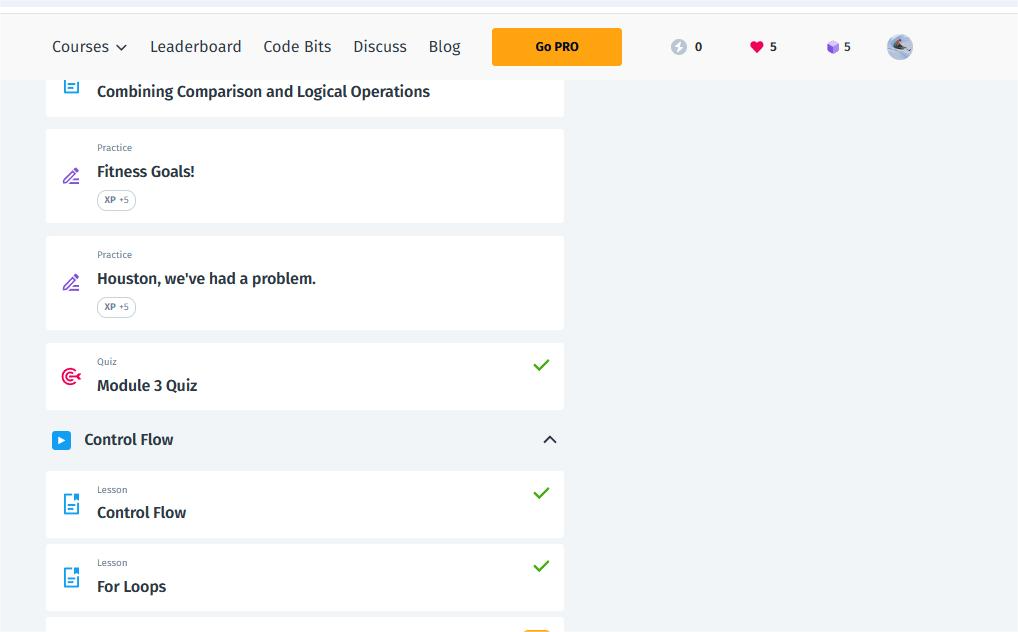 Courses Leaderboard Code Bits Discuss Blog Go PRO 0 5 5
Combining Comparison and Logical Operations
Practice
Fitness Goals!
XP +5
Practice
Houston, we've had a problem.
XP +5
Quiz
Module 3 Quiz
Control Flow
Lesson
Control Flow
Lesson
For Loops